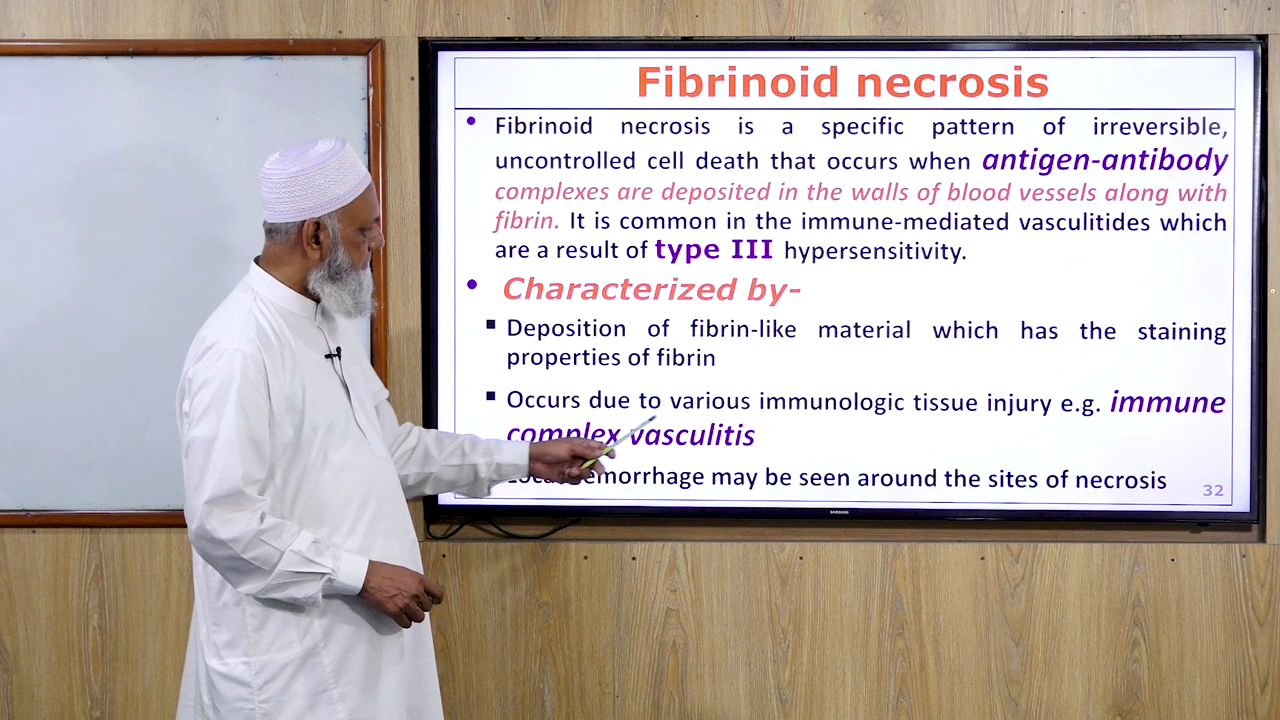 Fibrinoid necrosis
• Fibrinoid necrosis is a specific pattern of irreversible,
uncontrolled cell death that occurs when antigen-antibody
complexes are deposited in the walls of blood vessels along with
fibrin. It is common in the immune-mediated vasculitides which
are a result of type III hypersensitivity.
• Characterized by-
▪ Deposition of fibrin-like material which has the staining
properties of fibrin
▪ Occurs due to various immunologic tissue injury e.g. immune
complex vasculitis
hemorrhage may be seen around the sites of necrosis
32
SAMSUNG